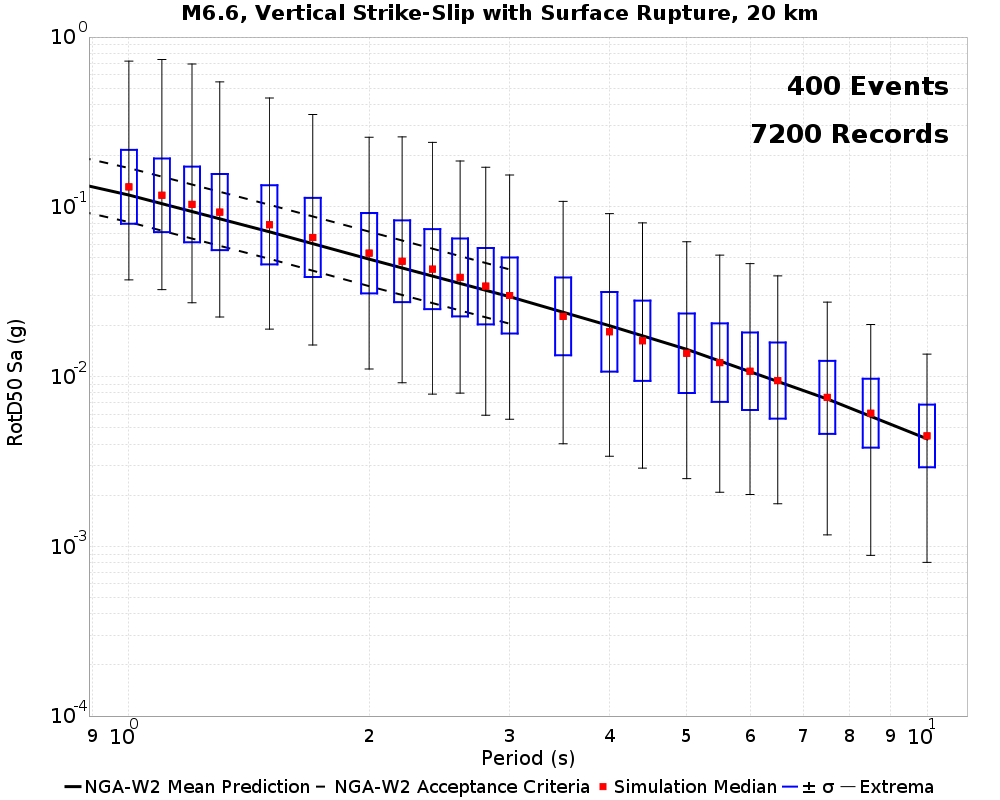 M6.6, Vertical Strike-Slip with Surface Rupture, 20 km
400 Events
7200 Records
RotD50 Sa (g)
10^0
10^-1
10^-2
10^-3
10^-4
9 10^0 2 3 4 5 6 7 8 9 10^1
Period (s)
NGA-W2 Mean Prediction NGA-W2 Acceptance Criteria Simulation Median ± σ Extrema